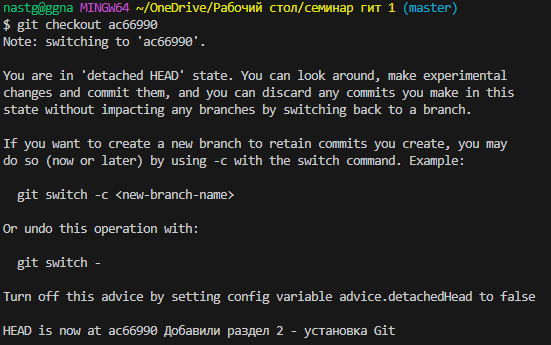 nastg@ggna MINGW64 ~/OneDrive/Рабочий стол/семинар гит 1 (master)
$ git checkout ac66990
Note: switching to 'ac66990'.

You are in 'detached HEAD' state. You can look around, make experimental
changes and commit them, and you can discard any commits you make in this
state without impacting any branches by switching back to a branch.

If you want to create a new branch to retain commits you create, you may
do so (now or later) by using -c with the switch command. Example:

  git switch -c <new-branch-name>

Or undo this operation with:

  git switch -

Turn off this advice by setting config variable advice.detachedHead to false

HEAD is now at ac66990 Добавили раздел 2 - установка Git